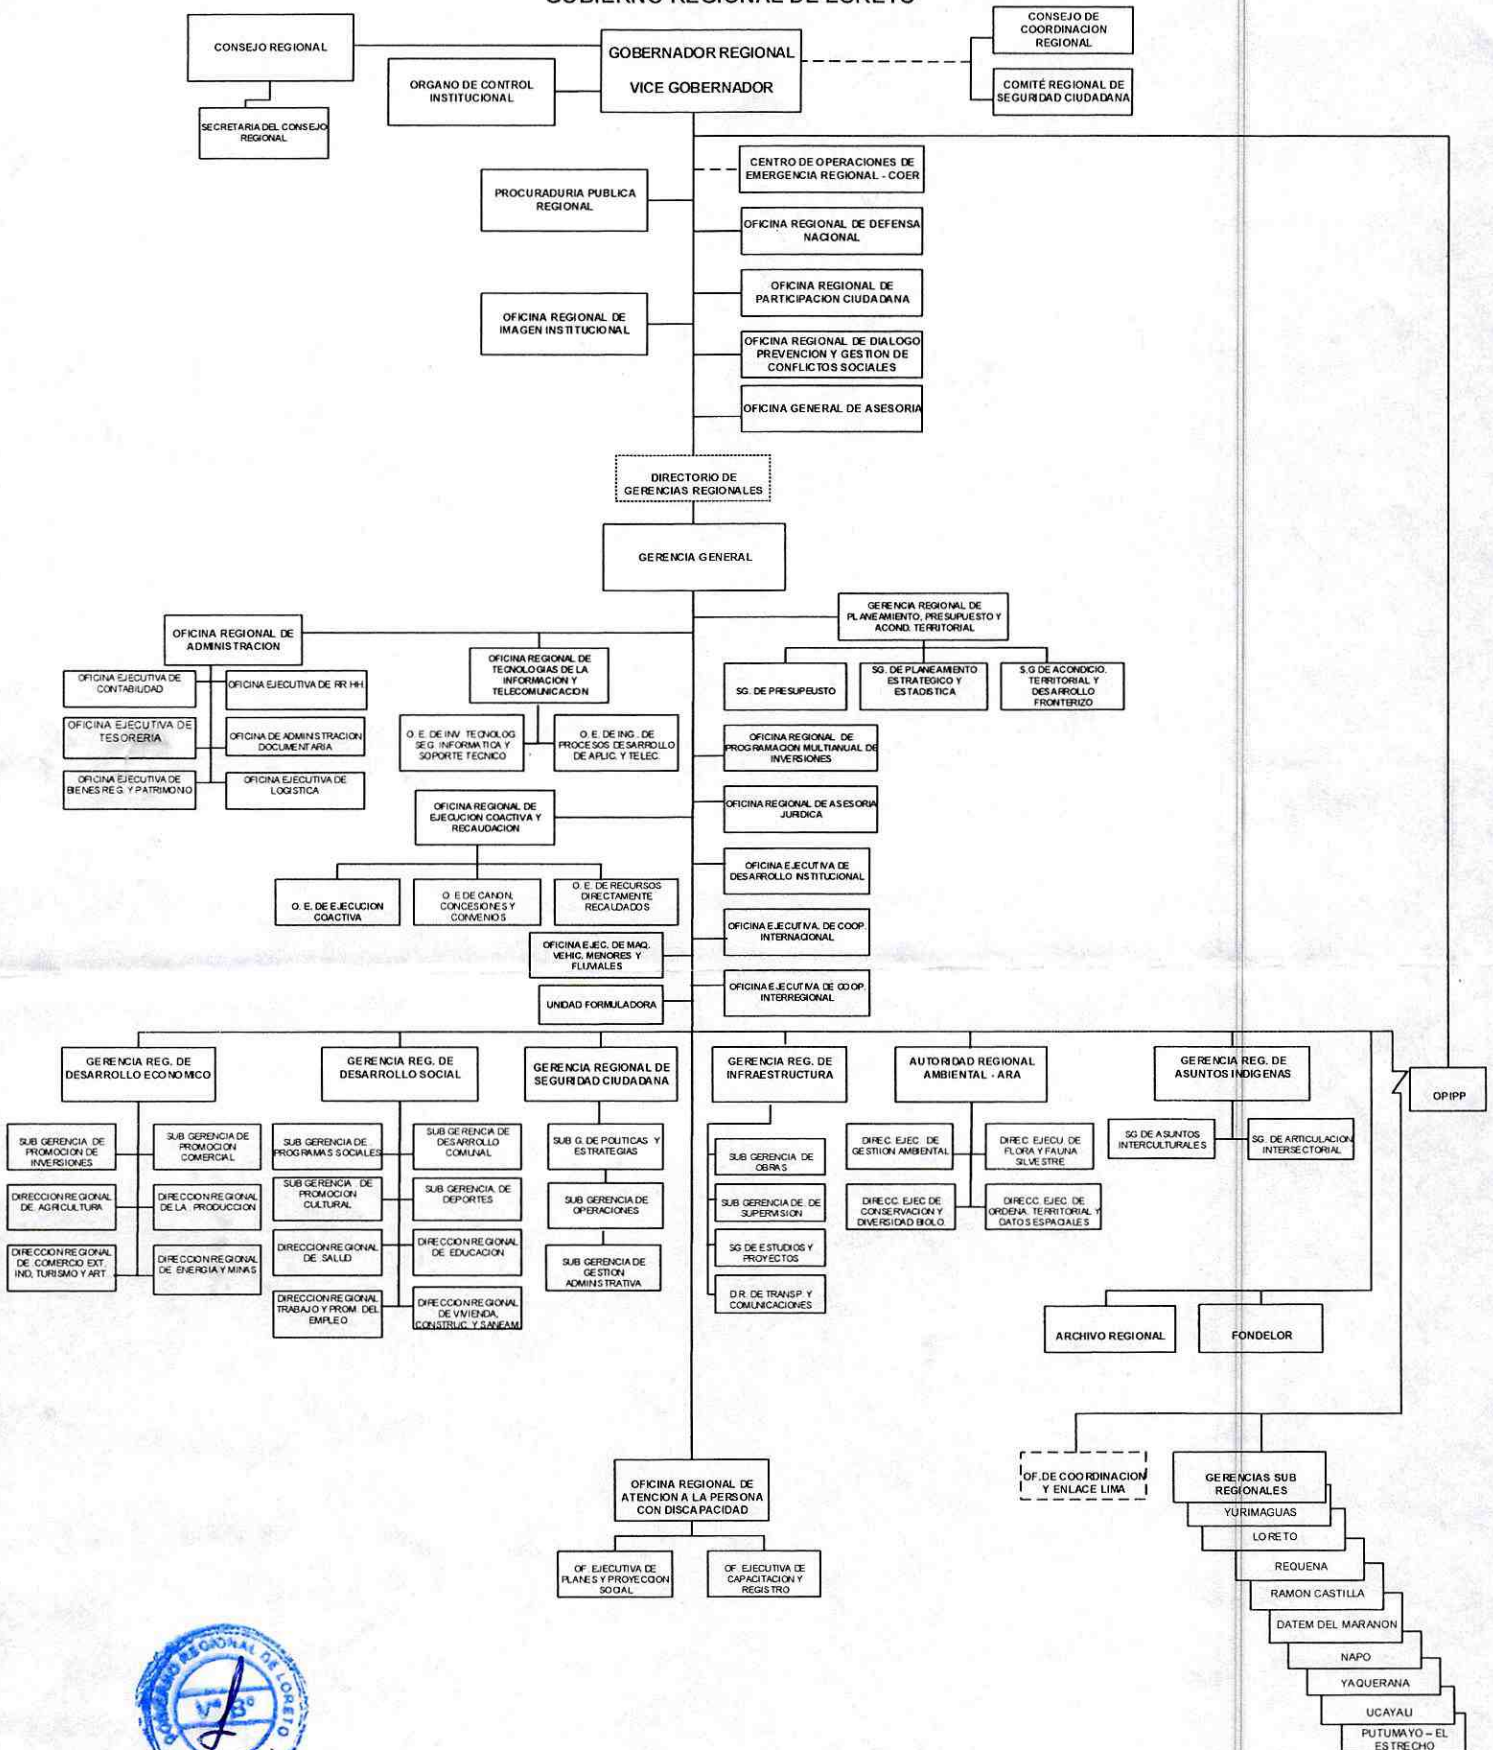 GOBIERNO REGIONAL DE LORETO
CONSEJO REGIONAL
GOBERNADOR REGIONAL
VICE GOBERNADOR
CONSEJO DE
COORDINACION
REGIONAL
ORGANO DE CONTROL
INSTITUCIONAL
COMITÉ REGIONAL DE
SEGURIDAD CIUDADANA
SECRETARIA DEL CONSEJO
REGIONAL
CENTRO DE OPERACIONES DE
EMERGENCIA REGIONAL - COER
PROCURADURIA PUBLICA
REGIONAL
OFICINA REGIONAL DE DEFENSA
NACIONAL
OFICINA REGIONAL DE
PARTICIPACION CIUDADANA
OFICINA REGIONAL DE
IMAGEN INSTITUCIONAL
OFICINA REGIONAL DE DIALOGO
PREVENCION Y GESTION DE
CONFLICTOS SOCIALES
OFICINA GENERAL DE ASESORIA
DIRECTORIO DE
GERENCIAS REGIONALES
GERENCIA GENERAL
GERENCIA REGIONAL DE
PLANEAMIENTO, PRESUPUESTO Y
ACOND. TERRITORIAL
OFICINA REGIONAL DE
ADMINISTRACION
OFICINA REGIONAL DE
TECNOLOGIAS DE LA
INFORMACION Y
TELECOMUNICACION
SG. DE PRESUPEUSTO
SG. DE PLANEAMIENTO
ESTRATEGICO Y
ESTADISTICA
S.G DE ACONDICIO.
TERRITORIAL Y
DESARROLLO
FRONTERIZO
OFICINA EJECUTIVA DE
CONTABILIDAD
OFICINA EJECUTIVA DE RR HH
OFICINA EJECUTIVA DE
TESORERIA
OFICINA DE ADMINISTRACION
DOCUMENTARIA
OFICINA EJECUTIVA DE
BIENES REG. Y PATRIMONIO
OFICINA EJECUTIVA DE
LOGISTICA
O. E. DE INV TECNOLOG
SEG. INFORMATICA Y
SOPORTE TECNICO
O. E. DE ING. DE
PROCESOS DESARROLLO
DE APLIC. Y TELEC.
OFICINA REGIONAL DE
PROGRAMACION MULTIANUAL DE
INVERSIONES
OFICINA REGIONAL DE
EJECUCION COACTIVA Y
RECAUDACION
OFICINA REGIONAL DE ASESORIA
JURIDICA
O. E. DE EJECUCION
COACTIVA
O. E DE CANON,
CONCESIONES Y
CONVENIOS
O. E. DE RECURSOS
DIRECTAMENTE
RECALDADOS
OFICINA EJECUTIVA DE
DESARROLLO INSTITUCIONAL
OFICINA EJECUTIVA. DE COOP.
INTERNACIONAL
OFICINA EJEC. DE MAQ.
VEHIC. MENORES Y
FLUVIALES
OFICINA EJECUTIVA DE COOP.
INTERREGIONAL
UNIDAD FORMULADORA
GERENCIA REG. DE
DESARROLLO ECONOMICO
GERENCIA REG. DE
DESARROLLO SOCIAL
GERENCIA REGIONAL DE
SEGURIDAD CIUDADANA
GERENCIA REG. DE
INFRAESTRUCTURA
AUTORIDAD REGIONAL
AMBIENTAL - ARA
GERENCIA REG. DE
ASUNTOS INDIGENAS
OPIPP
SUB GERENCIA DE
PROMOCION DE
INVERSIONES
SUB GERENCIA DE
PROMOCION
COMERCIAL
DIRECCION REGIONAL
DE. AGRICULTURA
DIRECCION REGIONAL
DE LA . PRODUCCION
DIRECCION REGIONAL
DE. COMERCIO EXT.
IND, TURISMO Y ART
DIRECCION REGIONAL
DE ENERGIA Y MINAS
SUB GERENCIA DE
PROGRAMAS SOCIALES
SUB GERENCIA DE
DESARROLLO
COMUNAL
SUB GERENCIA . DE
PROMOCION
CULTURAL
SUB GERENCIA. DE
DEPORTES
DIRECCION REGIONAL
DE . SALUD
DIRECCION REGIONAL
DE EDUCACION
DIRECCION REGIONAL
TRABAJO Y PROM. DEL
EMPLEO
DIRECCION REGIONAL
DE VIVIENDA,
CONSTRUC. Y SANEAM
SUB G. DE POLITICAS Y
ESTRATEGIAS
SUB GERENCIA DE
OPERACIONES
SUB GERENCIA DE
GESTION
ADMINISTRATIVA
SUB GERENCIA DE
OBRAS
SUB GERENCIA DE. DE
SUPERVISION
SG DE ESTUDIOS Y
PROYECTOS
D.R. DE TRANSP. Y
COMUNICACIONES
DIREC. EJEC. DE
GESTIION AMBIENTAL
DIREC. EJECU. DE
FLORA Y FAUNA
SILVESTRE
DIRECC. EJEC DE
CONSERVACION Y
DIVERSIDAD BIOLO.
DIRECC. EJEC. DE
ORDENA. TERRITORIAL Y
DATOS ESPACIALES
SG DE ASUNTOS
INTERCULTURALES
SG. DE ARTICULACION
INTERSECTORIAL
ARCHIVO REGIONAL
FONDELOR
OF. DE COORDINACION
Y ENLACE LIMA
GERENCIAS SUB
REGIONALES
YURIMAGUAS
LORETO
REQUENA
RAMON CASTILLA
DATEM DEL MARANON
NAPO
YAQUERANA
UCAYALI
PUTUMAYO – EL
ESTRECHO
OFICINA REGIONAL DE
ATENCION A LA PERSONA
CON DISCAPACIDAD
OF. EJECUTIVA DE
PLANES Y PROYECCION
SOCIAL
OF. EJECUTIVA DE
CAPACITACION Y
REGISTRO
GOBIERNO REGIONAL DE LORETO
Vº Bº